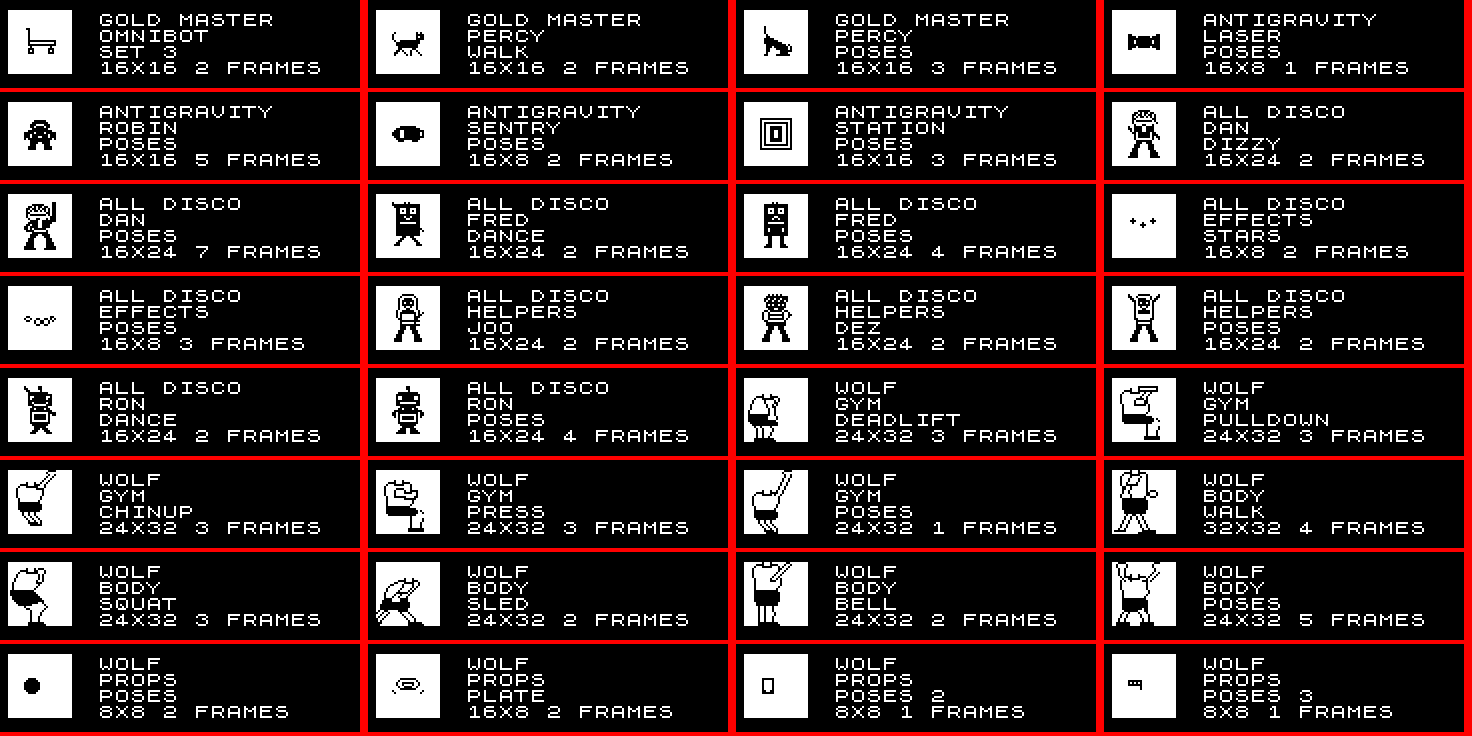 GOLD MASTER
OMNIBOT
SET 3
16X16 2 FRAMES
GOLD MASTER
PERCY
WALK
16X16 2 FRAMES
GOLD MASTER
PERCY
POSES
16X16 3 FRAMES
ANTIGRAVITY
LASER
POSES
16X8 1 FRAMES
ANTIGRAVITY
ROBIN
POSES
16X16 5 FRAMES
ANTIGRAVITY
SENTRY
POSES
16X8 2 FRAMES
ANTIGRAVITY
STATION
POSES
16X16 3 FRAMES
ALL DISCO
DAN
DIZZY
16X24 2 FRAMES
ALL DISCO
DAN
POSES
16X24 7 FRAMES
ALL DISCO
FRED
DANCE
16X24 2 FRAMES
ALL DISCO
FRED
POSES
16X24 4 FRAMES
ALL DISCO
EFFECTS
STARS
16X8 2 FRAMES
ALL DISCO
EFFECTS
POSES
16X8 3 FRAMES
ALL DISCO
HELPERS
JOO
16X24 2 FRAMES
ALL DISCO
HELPERS
DEZ
16X24 2 FRAMES
ALL DISCO
HELPERS
POSES
16X24 2 FRAMES
ALL DISCO
RON
DANCE
16X24 2 FRAMES
ALL DISCO
RON
POSES
16X24 4 FRAMES
WOLF
GYM
DEADLIFT
24X32 3 FRAMES
WOLF
GYM
PULLDOWN
24X32 3 FRAMES
WOLF
GYM
CHINUP
24X32 3 FRAMES
WOLF
GYM
PRESS
24X32 3 FRAMES
WOLF
GYM
POSES
24X32 1 FRAMES
WOLF
BODY
WALK
32X32 4 FRAMES
WOLF
BODY
SQUAT
24X32 3 FRAMES
WOLF
BODY
SLED
24X32 2 FRAMES
WOLF
BODY
BELL
24X32 2 FRAMES
WOLF
BODY
POSES
24X32 5 FRAMES
WOLF
PROPS
POSES
8X8 2 FRAMES
WOLF
PROPS
PLATE
16X8 2 FRAMES
WOLF
PROPS
POSES 2
8X8 1 FRAMES
WOLF
PROPS
POSES 3
8X8 1 FRAMES